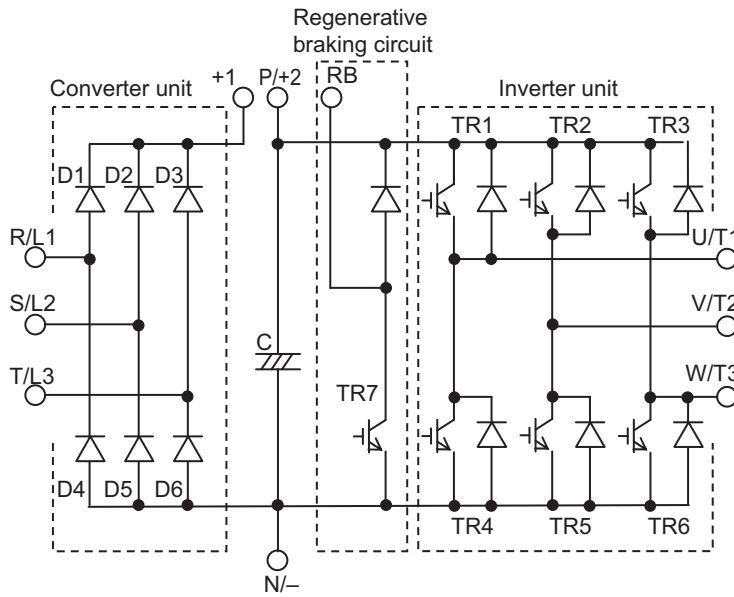 Regenerative
braking circuit
Converter unit
+1
P/+2
RB
Inverter unit
TR1
TR2
TR3
D1
D2
D3
R/L1
U/T1
S/L2
V/T2
C
T/L3
TR7
W/T3
D4
D5
D6
TR4
TR5
TR6
N/–